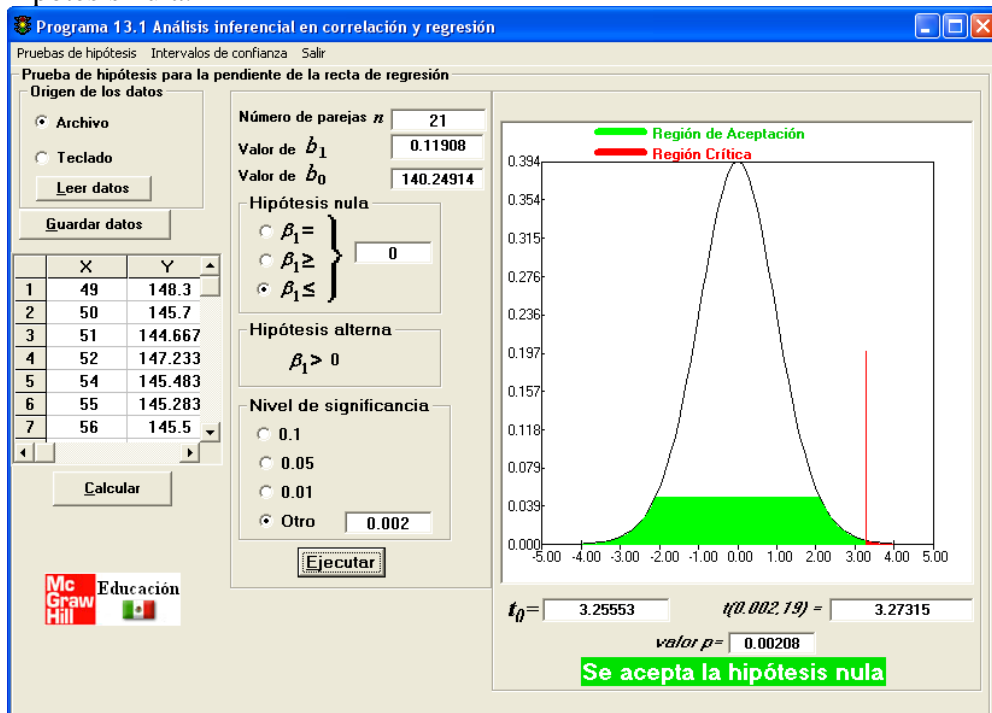 Programa 13.1 Análisis inferencial en correlación y regresión
Pruebas de hipótesis Intervalos de confianza Salir
Prueba de hipótesis para la pendiente de la recta de regresión
Origen de los datos
Archivo
Teclado
Leer datos
Guardar datos
X Y
1 49 148.3
2 50 145.7
3 51 144.667
4 52 147.233
5 54 145.483
6 55 145.283
7 56 145.5
Calcular
Mc Graw Hill Educación
Número de parejas n 21
Valor de b1 0.11908
Valor de b0 140.24914
Hipótesis nula
β1=
β1≥ 0
β1≤
Hipótesis alterna
β1> 0
Nivel de significancia
0.1
0.05
0.01
Otro 0.002
Ejecutar
Región de Aceptación
Región Crítica
0.394
0.354
0.315
0.276
0.236
0.197
0.157
0.118
0.079
0.039
0.000
-5.00 -4.00 -3.00 -2.00 -1.00 0.00 1.00 2.00 3.00 4.00 5.00
t0= 3.25553 t(0.002,19) = 3.27315
valor p= 0.00208
Se acepta la hipótesis nula